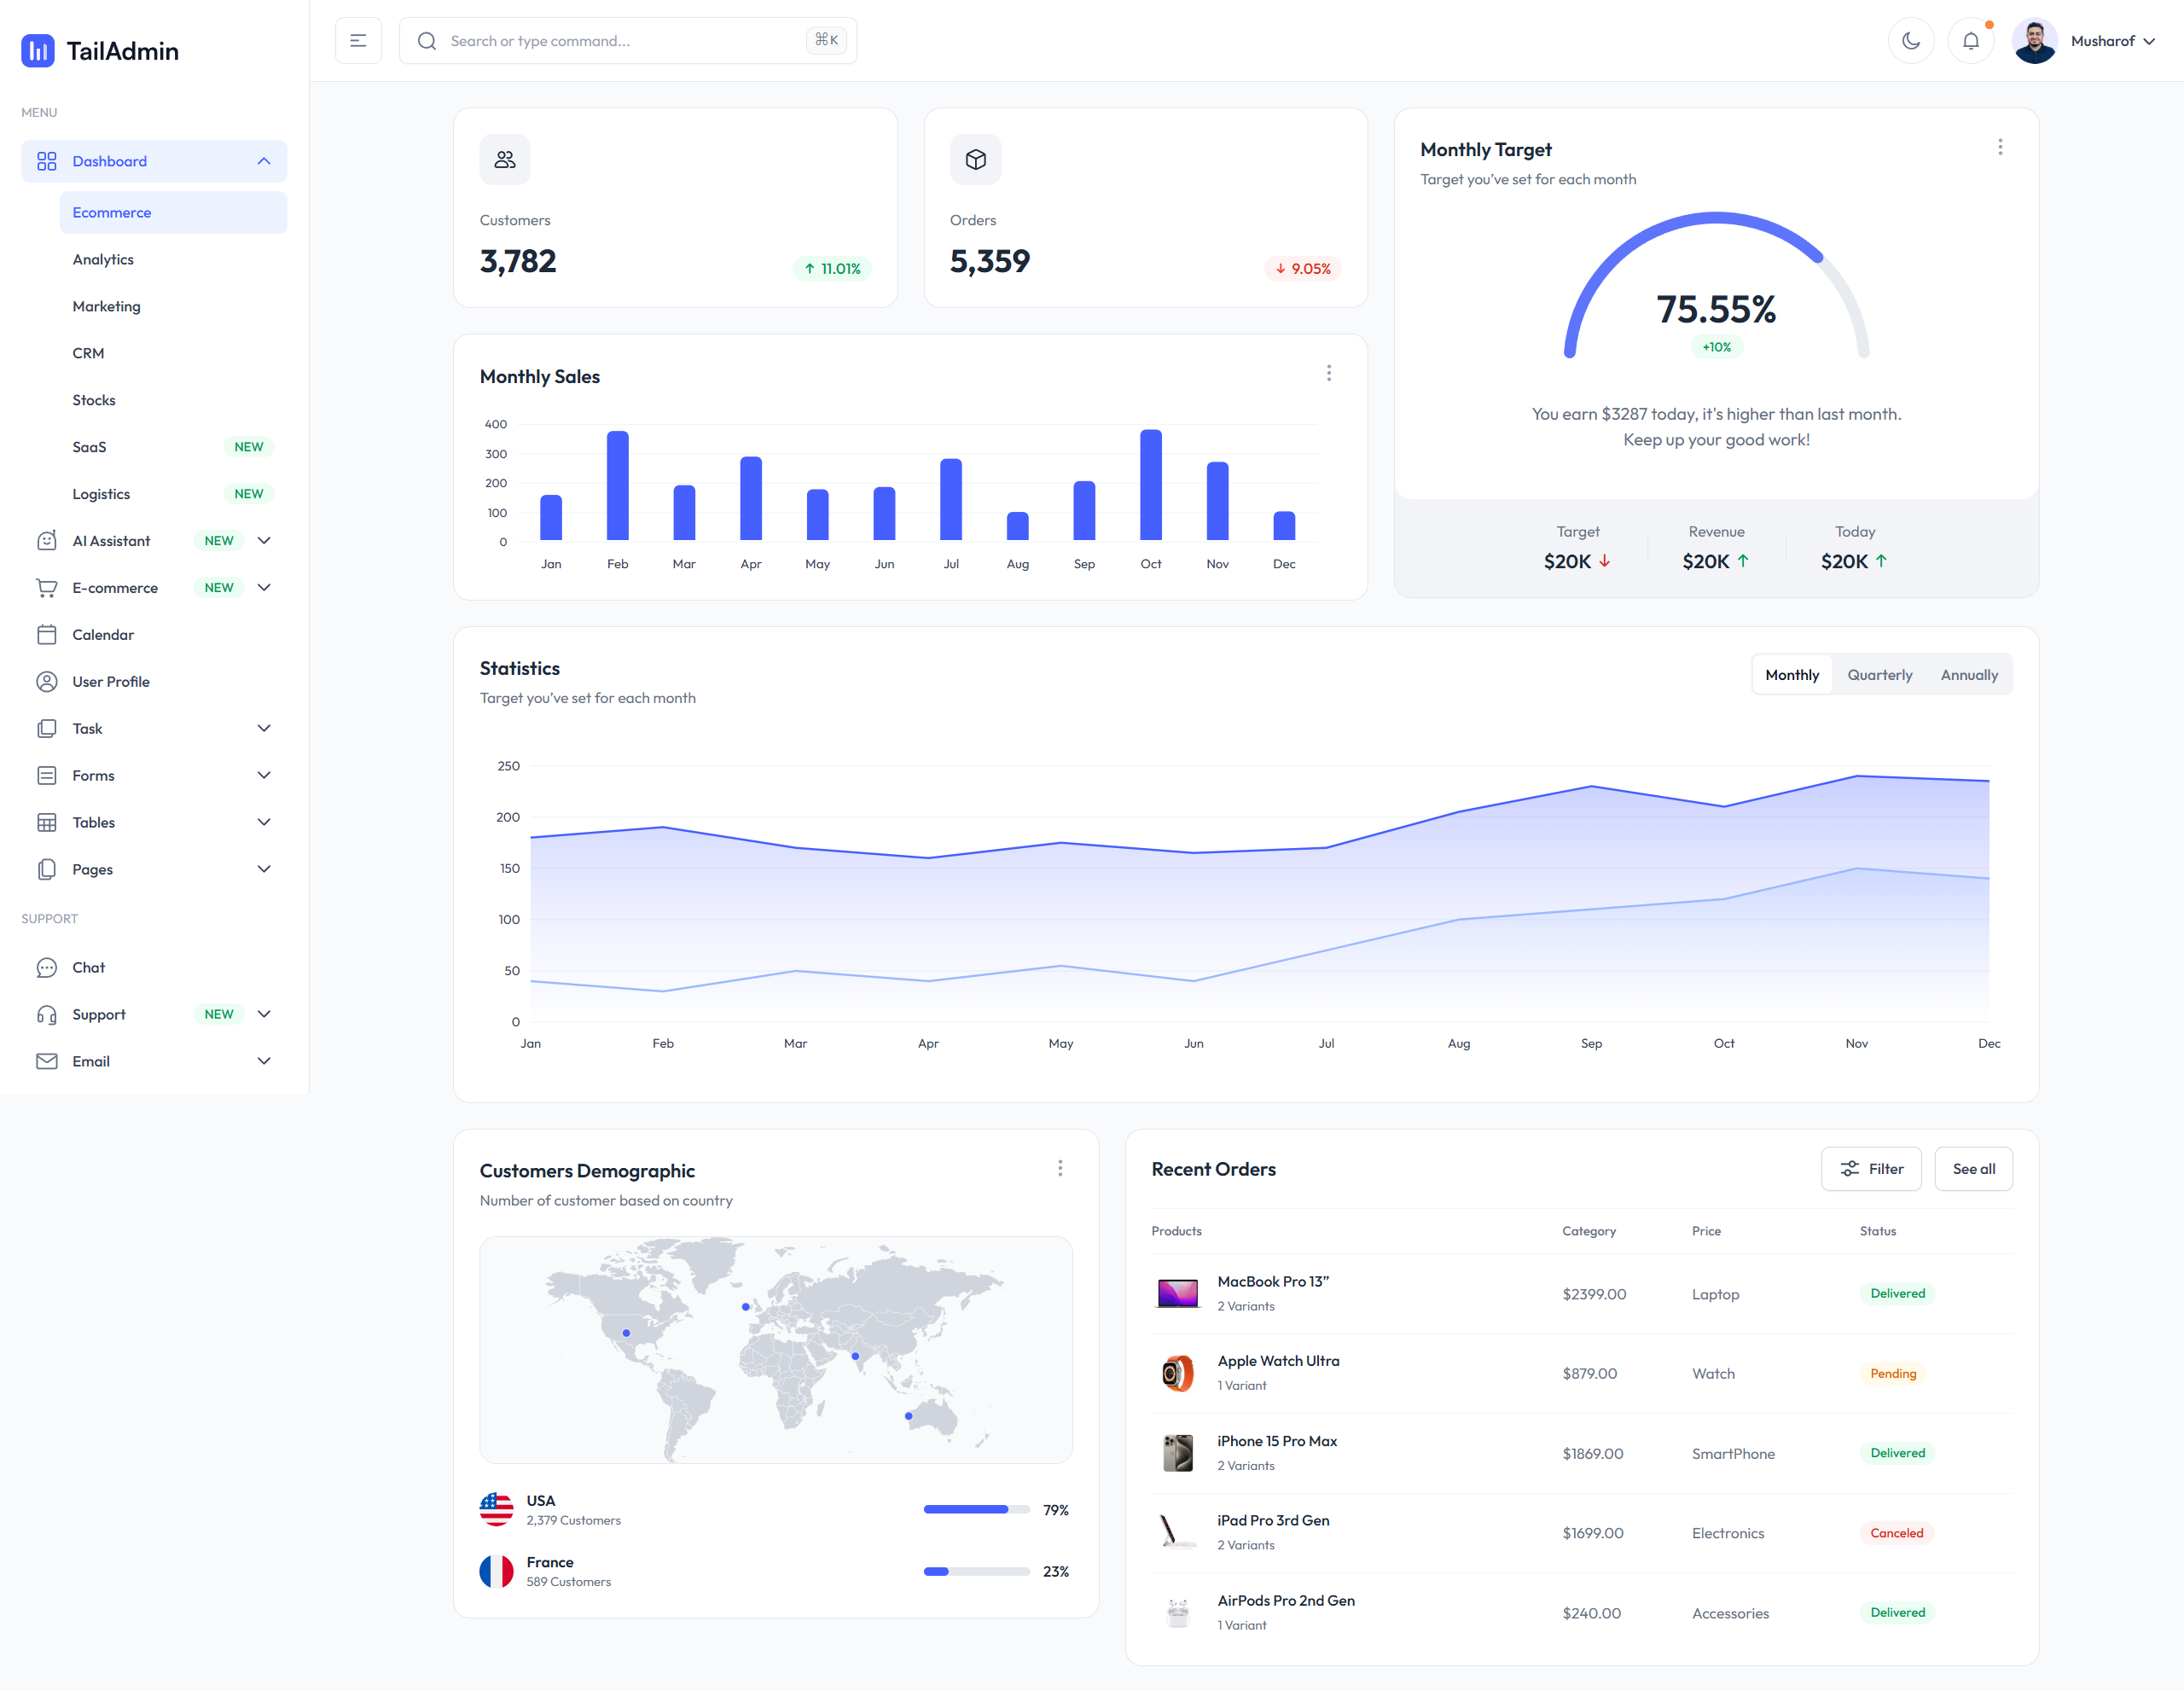 TailAdmin
MENU
Dashboard
Ecommerce
Analytics
Marketing
CRM
Stocks
SaaS NEW
Logistics NEW
AI Assistant NEW
E-commerce NEW
Calendar
User Profile
Task
Forms
Tables
Pages
SUPPORT
Chat
Support NEW
Email
Search or type command...
⌘K
Musharof
Customers
3,782
11.01%
Orders
5,359
9.05%
Monthly Target
Target you’ve set for each month
75.55%
+10%
You earn $3287 today, it's higher than last month.
Keep up your good work!
Target Revenue Today
$20K $20K $20K
Monthly Sales
400
300
200
100
0
Jan Feb Mar Apr May Jun Jul Aug Sep Oct Nov Dec
Statistics
Target you’ve set for each month
Monthly Quarterly Annually
250
200
150
100
50
0
Jan Feb Mar Apr May Jun Jul Aug Sep Oct Nov Dec
Customers Demographic
Number of customer based on country
USA
2,379 Customers
79%
France
589 Customers
23%
Recent Orders
Filter
See all
Products Category Price Status
MacBook Pro 13”
2 Variants
$2399.00 Laptop Delivered
Apple Watch Ultra
1 Variant
$879.00 Watch Pending
iPhone 15 Pro Max
2 Variants
$1869.00 SmartPhone Delivered
iPad Pro 3rd Gen
2 Variants
$1699.00 Electronics Canceled
AirPods Pro 2nd Gen
1 Variant
$240.00 Accessories Delivered